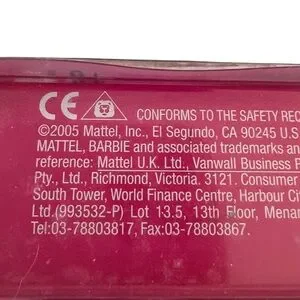 CE CONFORMS TO THE SAFETY REQ
©2005 Mattel, Inc., El Segundo, CA 90245 U.S.
MATTEL, BARBIE and associated trademarks and
reference: Mattel U.K. Ltd., Vanwall Business P
Pty., Ltd., Richmond, Victoria. 3121. Consumer
South Tower, World Finance Centre, Harbour Cit
Ltd.(993532-P) Lot 13.5, 13th Floor, Menar
Tel:03-78803817, Fax:03-78803867.